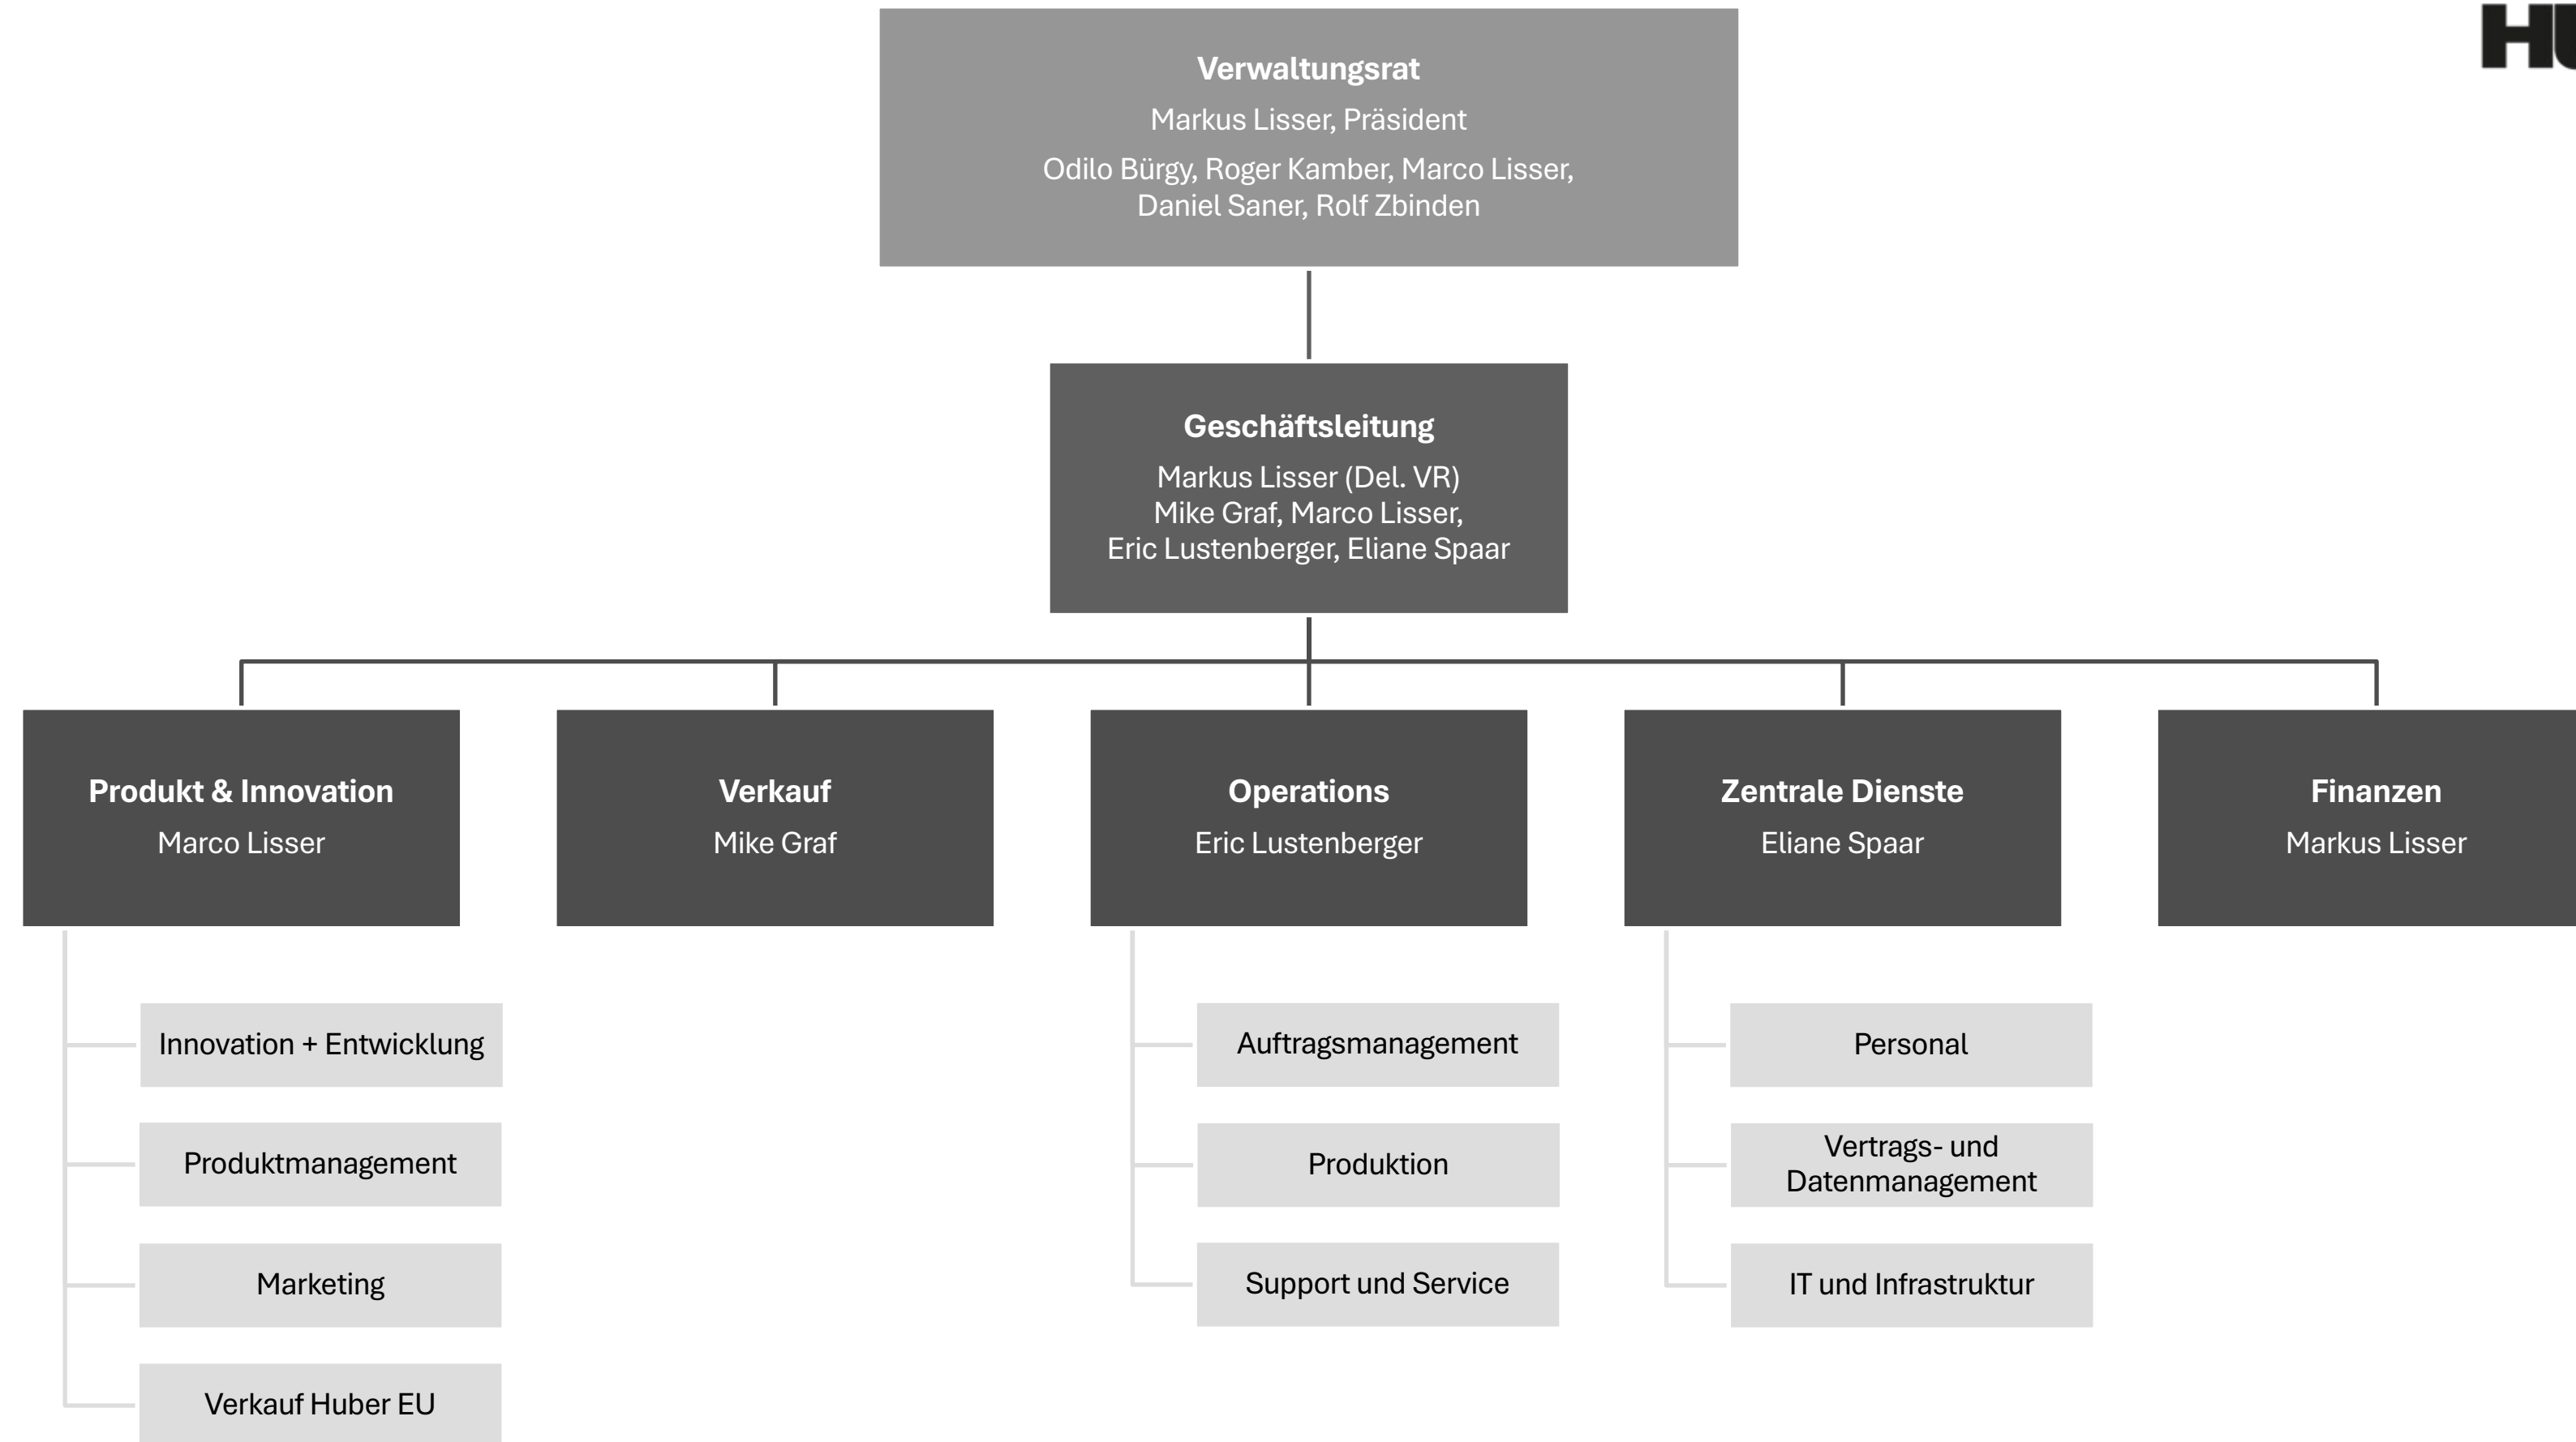 Verwaltungsrat
Markus Lisser, Präsident
Odilo Bürgy, Roger Kamber, Marco Lisser,
Daniel Saner, Rolf Zbinden
Geschäftsleitung
Markus Lisser (Del. VR)
Mike Graf, Marco Lisser,
Eric Lustenberger, Eliane Spaar
Produkt & Innovation
Marco Lisser
Verkauf
Mike Graf
Operations
Eric Lustenberger
Zentrale Dienste
Eliane Spaar
Finanzen
Markus Lisser
Innovation + Entwicklung
Produktmanagement
Marketing
Verkauf Huber EU
Auftragsmanagement
Produktion
Support und Service
Personal
Vertrags- und
Datenmanagement
IT und Infrastruktur